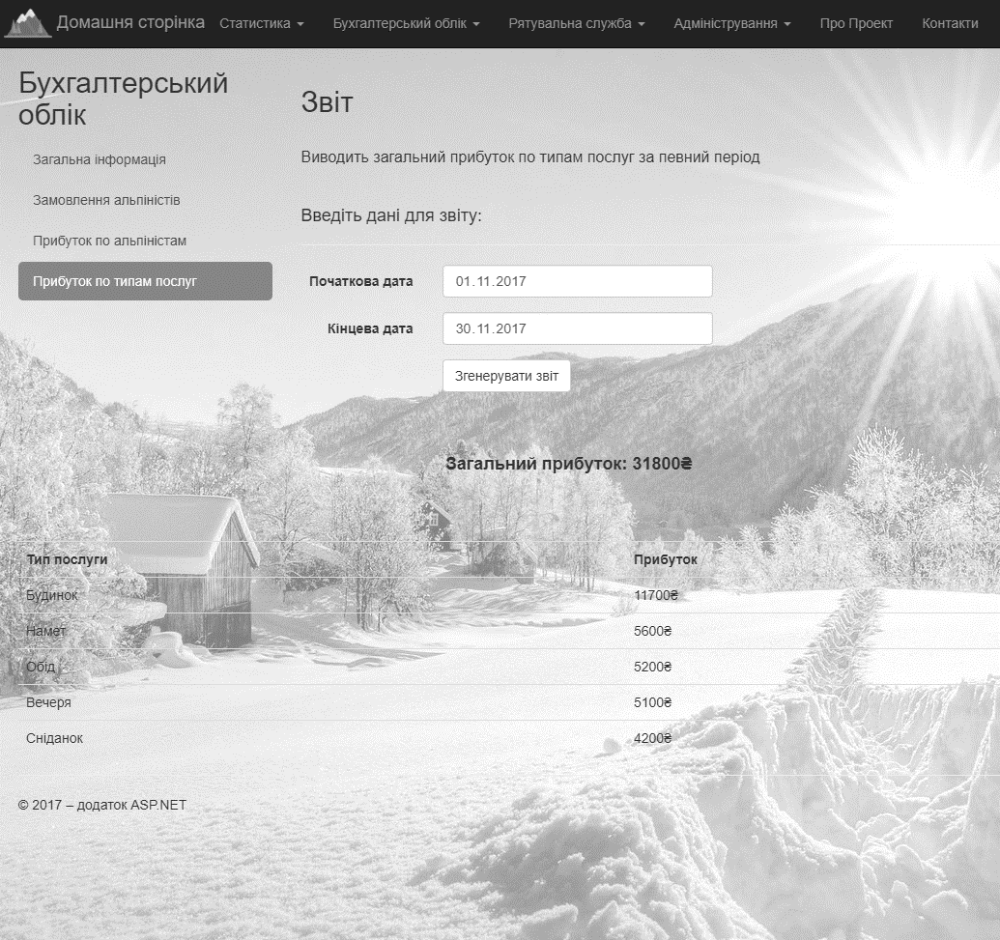 Домашня сторінка Статистика Бухгалтерський облік Рятувальна служба Адміністрування Про Проект Контакти
Бухгалтерський
облік
Загальна інформація
Замовлення альпіністів
Прибуток по альпіністам
Прибуток по типам послуг
Звіт
Виводить загальний прибуток по типам послуг за певний період
Введіть дані для звіту:
Початкова дата 01.11.2017
Кінцева дата 30.11.2017
Згенерувати звіт
Загальний прибуток: 31800₴
Тип послуги Прибуток
Будинок 11700₴
Намет 5600₴
Обід 5200₴
Вечеря 5100₴
Сніданок 4200₴
© 2017 – додаток ASP.NET